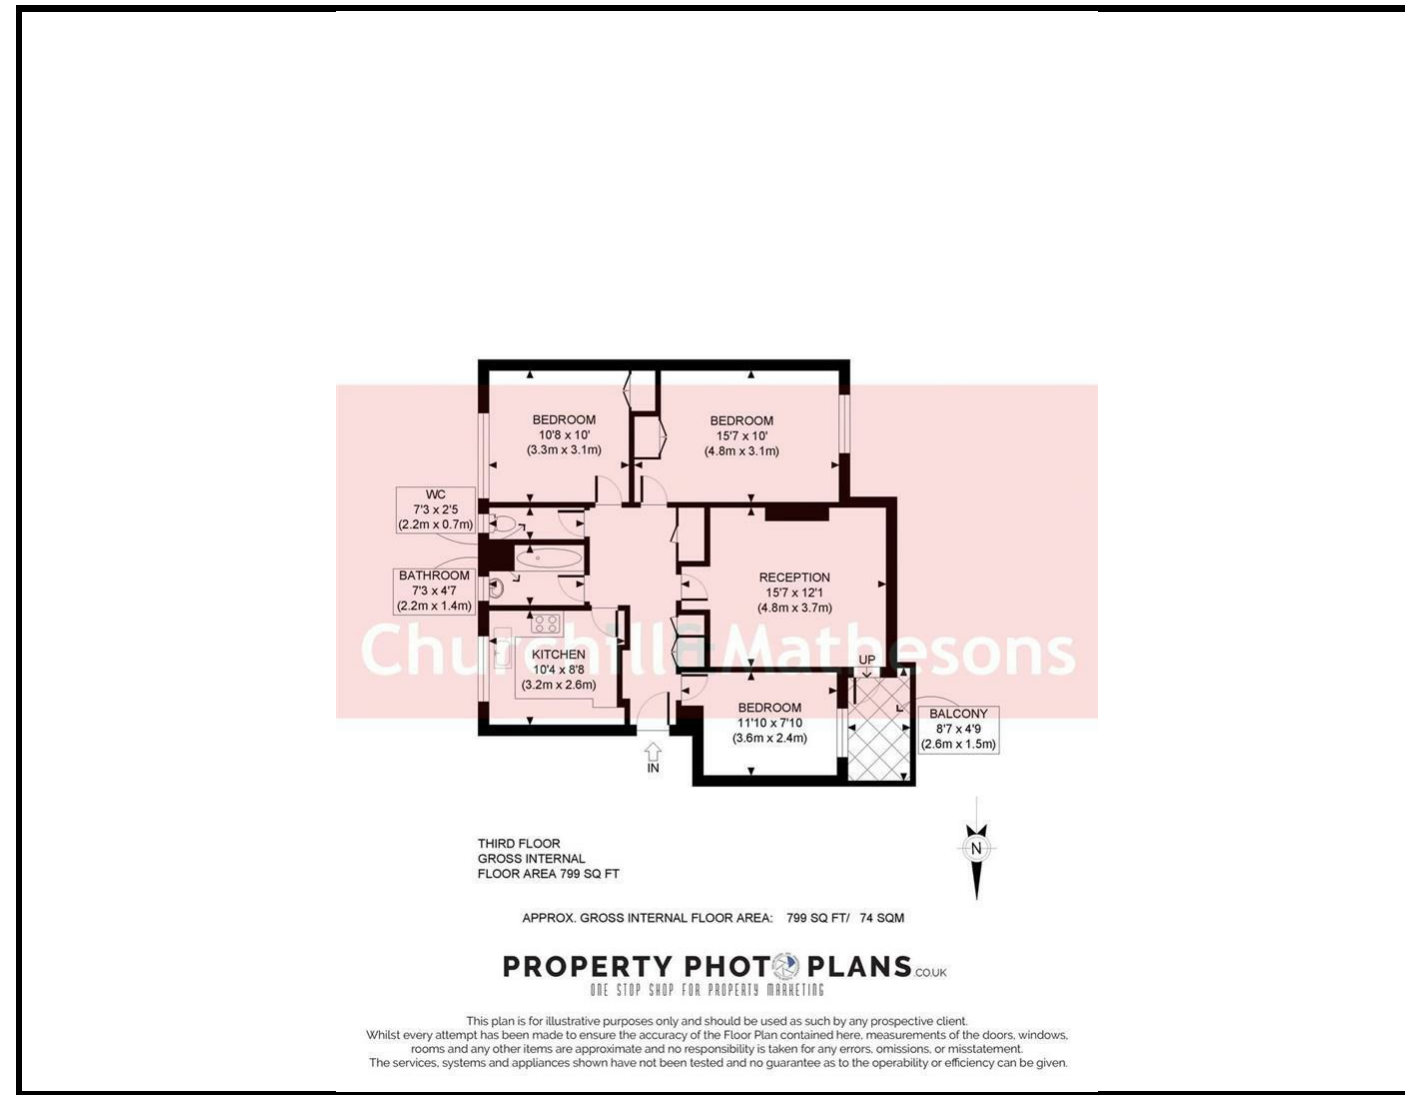 BEDROOM
10'8 x 10'
(3.3m x 3.1m)
BEDROOM
15'7 x 10'
(4.8m x 3.1m)
WC
7'3 x 2'5
(2.2m x 0.7m)
BATHROOM
7'3 x 4'7
(2.2m x 1.4m)
RECEPTION
15'7 x 12'1
(4.8m x 3.7m)
Churchill & Mathesons
KITCHEN
10'4 x 8'8
(3.2m x 2.6m)
UP
BEDROOM
11'10 x 7'10
(3.6m x 2.4m)
BALCONY
8'7 x 4'9
(2.6m x 1.5m)
IN
N
THIRD FLOOR
GROSS INTERNAL
FLOOR AREA 799 SQ FT
APPROX. GROSS INTERNAL FLOOR AREA: 799 SQ FT/ 74 SQM
PROPERTY PHOTO PLANS.CO.UK
ONE STOP SHOP FOR PROPERTY MARKETING
This plan is for illustrative purposes only and should be used as such by any prospective client.
Whilst every attempt has been made to ensure the accuracy of the Floor Plan contained here, measurements of the doors, windows,
rooms and any other items are approximate and no responsibility is taken for any errors, omissions, or misstatement.
The services, systems and appliances shown have not been tested and no guarantee as to the operability or efficiency can be given.